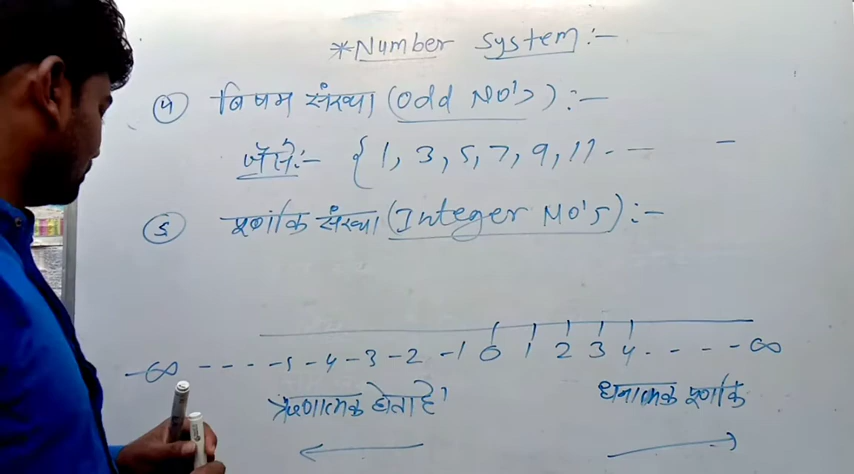 *Number System:-
(4) विषम संख्या (Odd NO's):-
जैसे:- { 1, 3, 5, 7, 9, 11 - — —
(5) पूर्णांक संख्या (Integer NO's):-
-∞ - - - - -5 -4 -3 -2 -1 0 1 2 3 4 . - - - - ∞
ऋणात्मक होता है। धनात्मक पूर्णांक